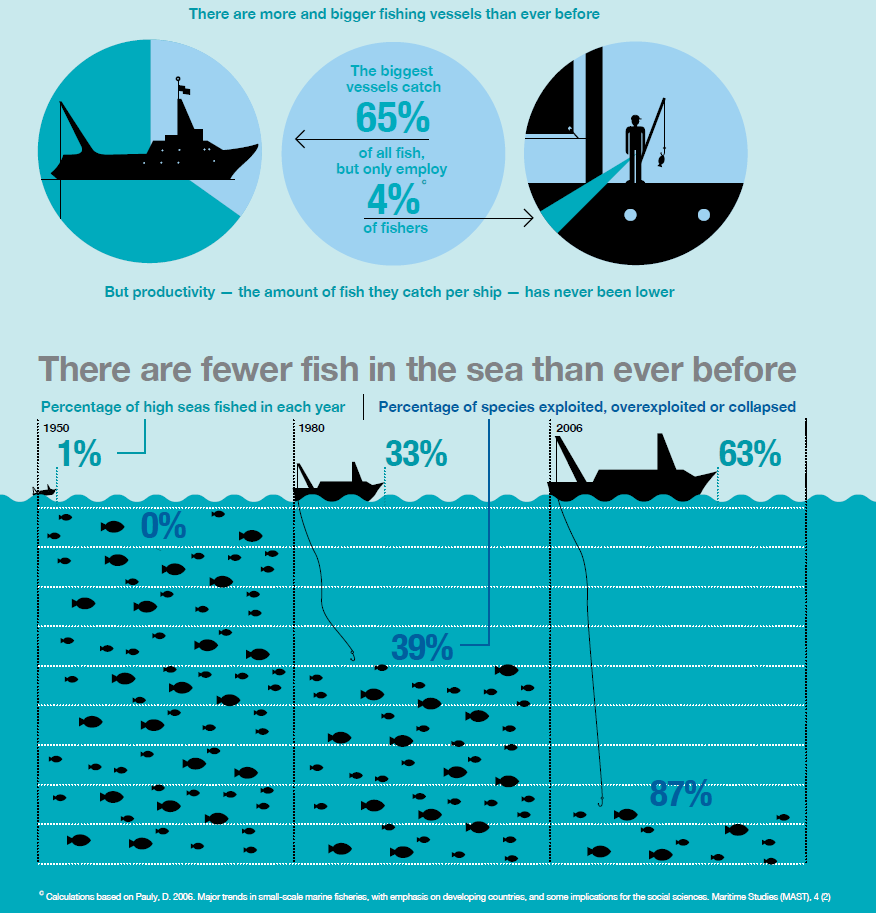 There are more and bigger fishing vessels than ever before
The biggest
vessels catch
65%
of all fish,
but only employ
4%©
of fishers
But productivity — the amount of fish they catch per ship — has never been lower
There are fewer fish in the sea than ever before
Percentage of high seas fished in each year
Percentage of species exploited, overexploited or collapsed
1950
1%
1980
33%
2006
63%
0%
39%
87%
© Calculations based on Pauly, D. 2006. Major trends in small-scale marine fisheries, with emphasis on developing countries, and some implications for the social sciences. Maritime Studies (MAST), 4 (2)